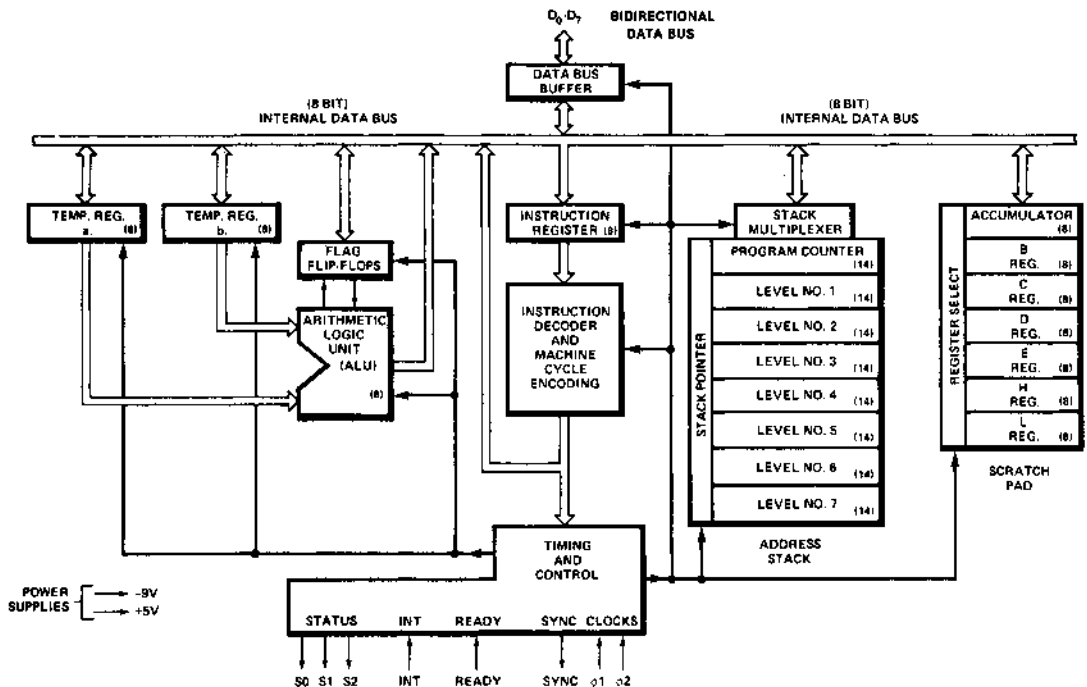 D0-D7 BIDIRECTIONAL
DATA BUS
DATA BUS
BUFFER
(8 BIT)
INTERNAL DATA BUS
(8 BIT)
INTERNAL DATA BUS
TEMP. REG.
a. (8)
TEMP. REG.
b. (8)
FLAG
FLIP-FLOPS
ARITHMETIC
LOGIC
UNIT
(ALU)
(8)
INSTRUCTION
REGISTER (8)
INSTRUCTION
DECODER
AND
MACHINE
CYCLE
ENCODING
STACK
MULTIPLEXER
STACK POINTER
PROGRAM COUNTER
(14)
LEVEL NO. 1
(14)
LEVEL NO. 2
(14)
LEVEL NO. 3
(14)
LEVEL NO. 4
(14)
LEVEL NO. 5
(14)
LEVEL NO. 6
(14)
LEVEL NO. 7
(14)
ADDRESS
STACK
REGISTER SELECT
ACCUMULATOR
(8)
B
REG. (8)
C
REG. (8)
D
REG. (8)
E
REG. (8)
H
REG. (8)
L
REG. (8)
SCRATCH
PAD
TIMING
AND
CONTROL
STATUS INT READY SYNC CLOCKS
S0 S1 S2 INT READY SYNC ø1 ø2
POWER
SUPPLIES
-9V
+5V